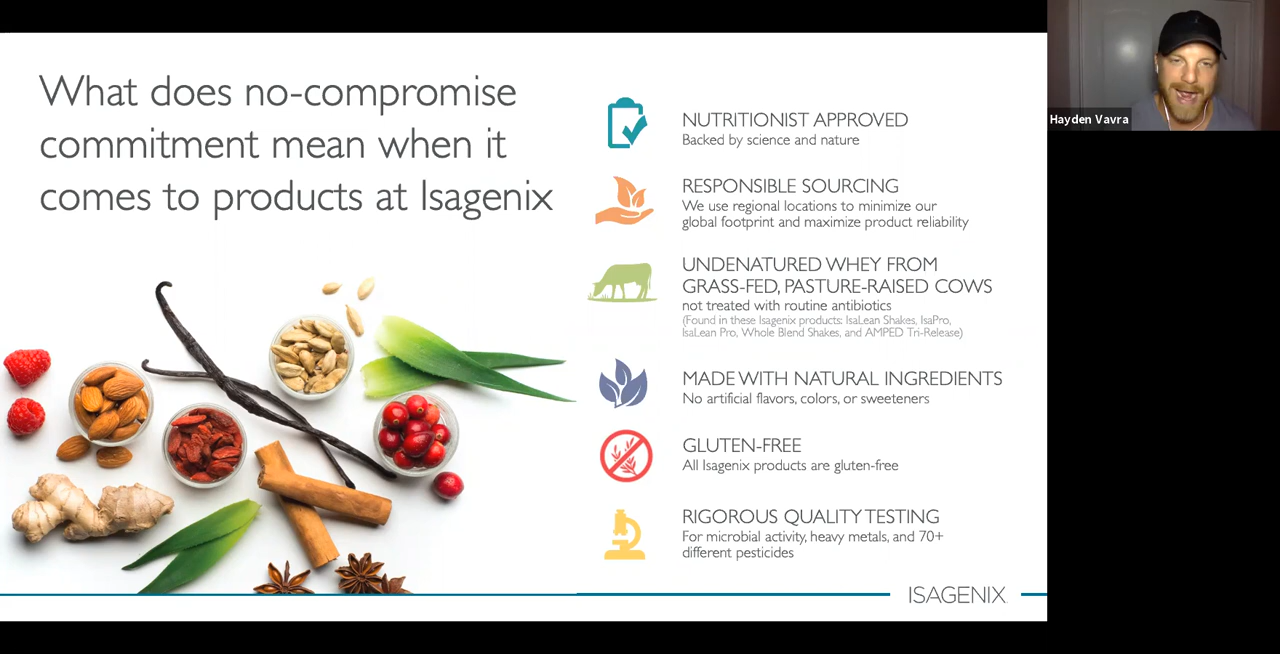 What does no-compromise
commitment mean when it
comes to products at Isagenix
NUTRITIONIST APPROVED
Backed by science and nature
RESPONSIBLE SOURCING
We use regional locations to minimize our
global footprint and maximize product reliability
UNDENATURED WHEY FROM
GRASS-FED, PASTURE-RAISED COWS
not treated with routine antibiotics
(Found in these Isagenix products: IsaLean Shakes, IsaPro,
IsaLean Pro, Whole Blend Shakes, and AMPED Tri-Release)
MADE WITH NATURAL INGREDIENTS
No artificial flavors, colors, or sweeteners
GLUTEN-FREE
All Isagenix products are gluten-free
RIGOROUS QUALITY TESTING
For microbial activity, heavy metals, and 70+
different pesticides
ISAGENIX
Hayden Vavra